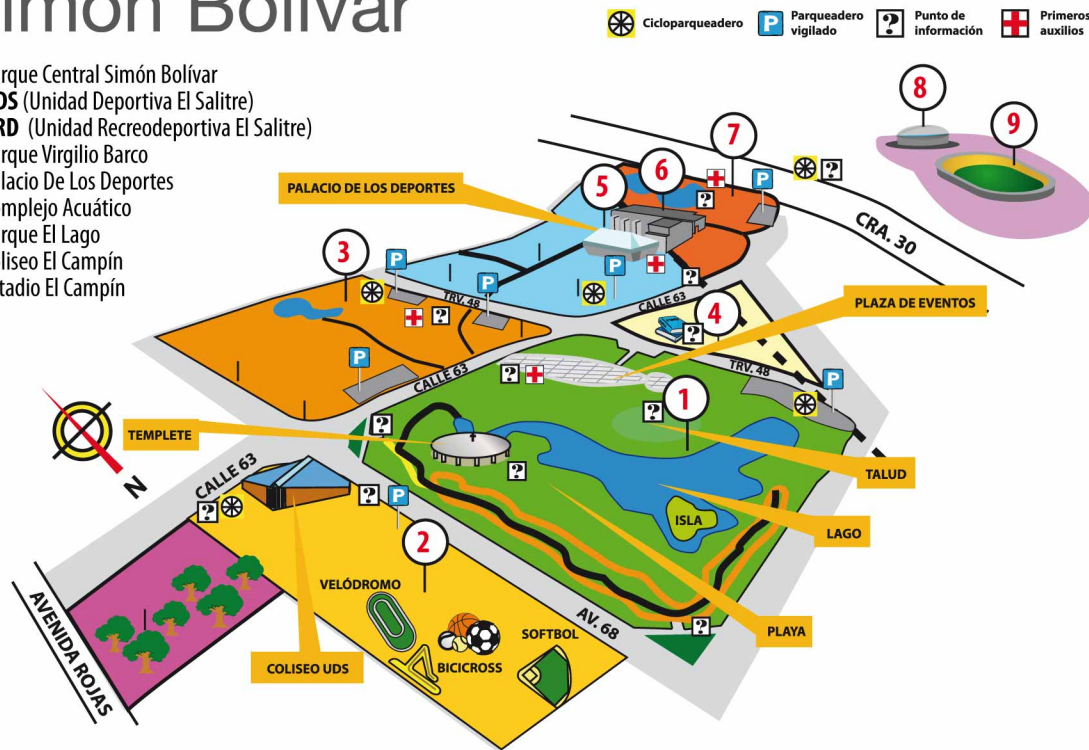 Simón Bolívar
Cicloparqueadero
Parqueadero
vigilado
Punto de
información
Primeros
auxilios
rque Central Simón Bolívar
OS (Unidad Deportiva El Salitre)
RD (Unidad Recreodeportiva El Salitre)
rque Virgilio Barco
lacio De Los Deportes
omplejo Acuático
rque El Lago
liseo El Campín
tadio El Campín
8
9
7
6
5
PALACIO DE LOS DEPORTES
CRA. 30
3
TRV. 48
CALLE 63
4
PLAZA DE EVENTOS
TRV. 48
CALLE 63
1
TEMPLETE
N
CALLE 63
TALUD
ISLA
LAGO
2
VELÓDROMO
AV. 68
SOFTBOL
PLAYA
BICICROSS
COLISEO UDS
AVENIDA ROJAS